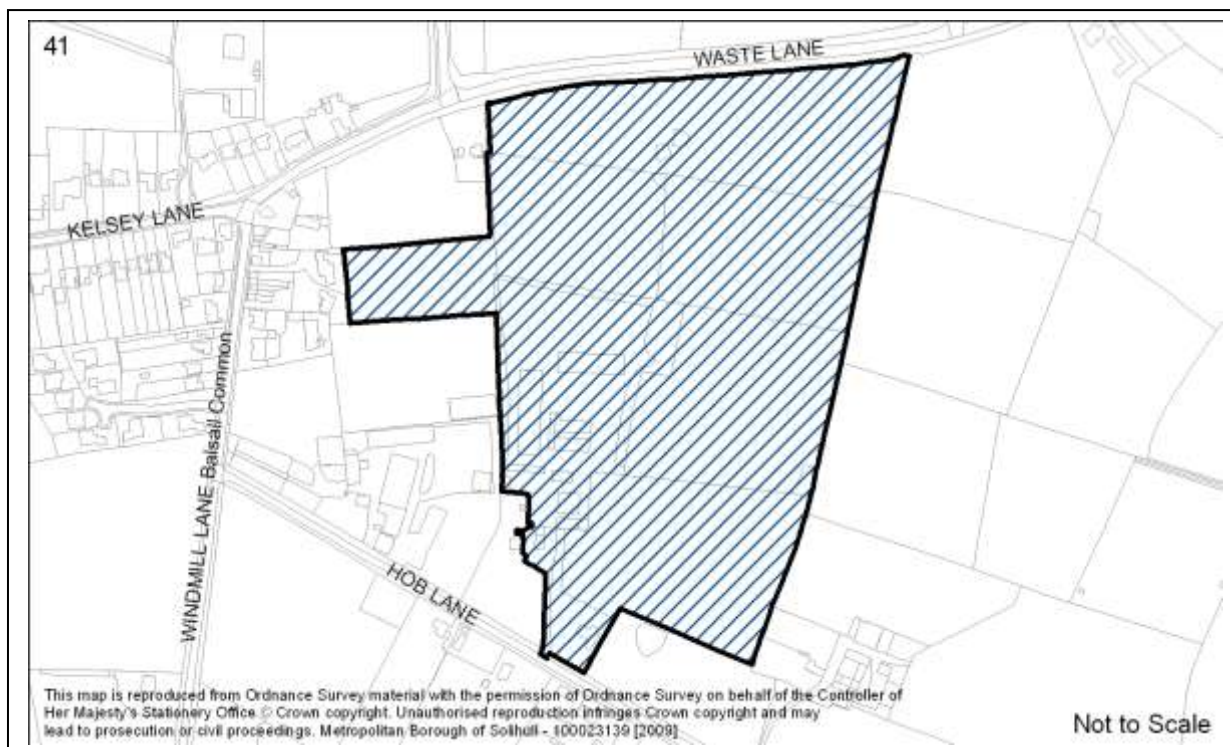 41
WASTE LANE
KELSEY LANE
WINDMILL LANE Balsall Common
HOB LANE
This map is reproduced from Ordnance Survey material with the permission of Ordnance Survey on behalf of the Controller of
Her Majesty's Stationery Office © Crown copyright. Unauthorised reproduction infringes Crown copyright and may
lead to prosecution or civil proceedings. Metropolitan Borough of Solihull - 100023139 [2009]
Not to Scale